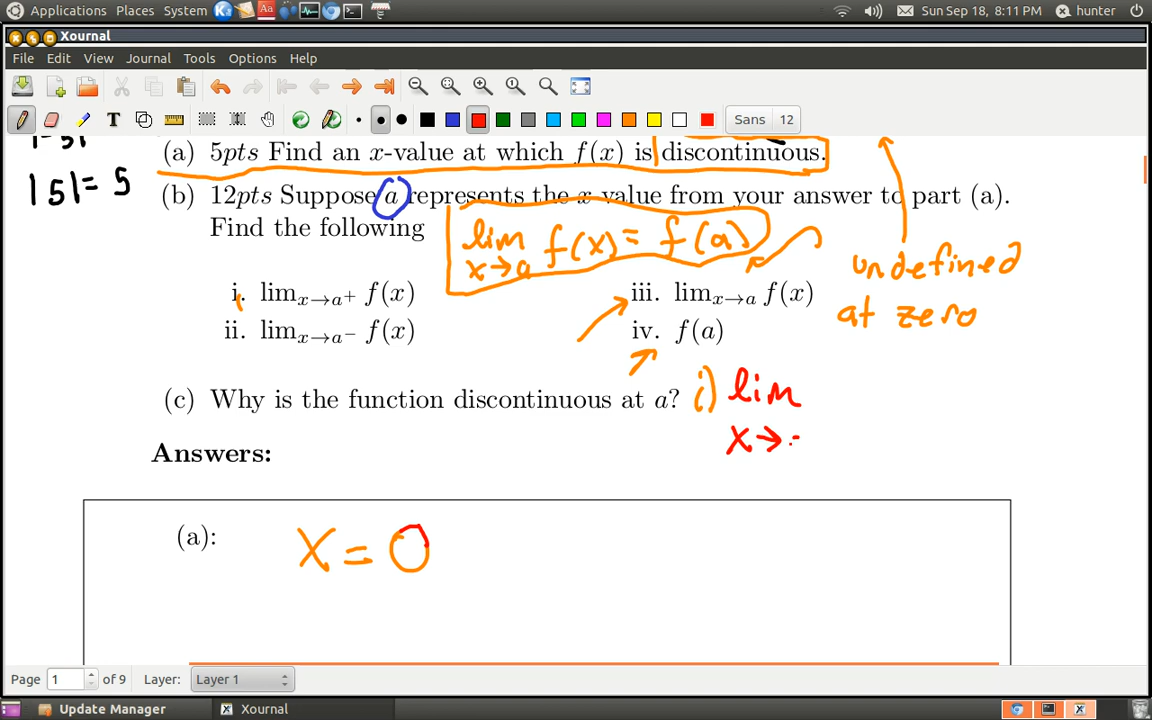 Applications Places System Sun Sep 18, 8:11 PM hunter
Xournal
File Edit View Journal Tools Options Help
Sans 12
|5|= 5
(a) 5pts Find an x-value at which f(x) is discontinuous.
(b) 12pts Suppose a represents the x-value from your answer to part (a).
Find the following
lim x→a f(x) = f(a)
undefined
at zero
i. lim x→a⁺ f(x)
iii. lim x→a f(x)
ii. lim x→a⁻ f(x)
iv. f(a)
(c) Why is the function discontinuous at a?
i) lim
x→
Answers:
(a): x = 0
Page 1 of 9 Layer: Layer 1
Update Manager Xournal